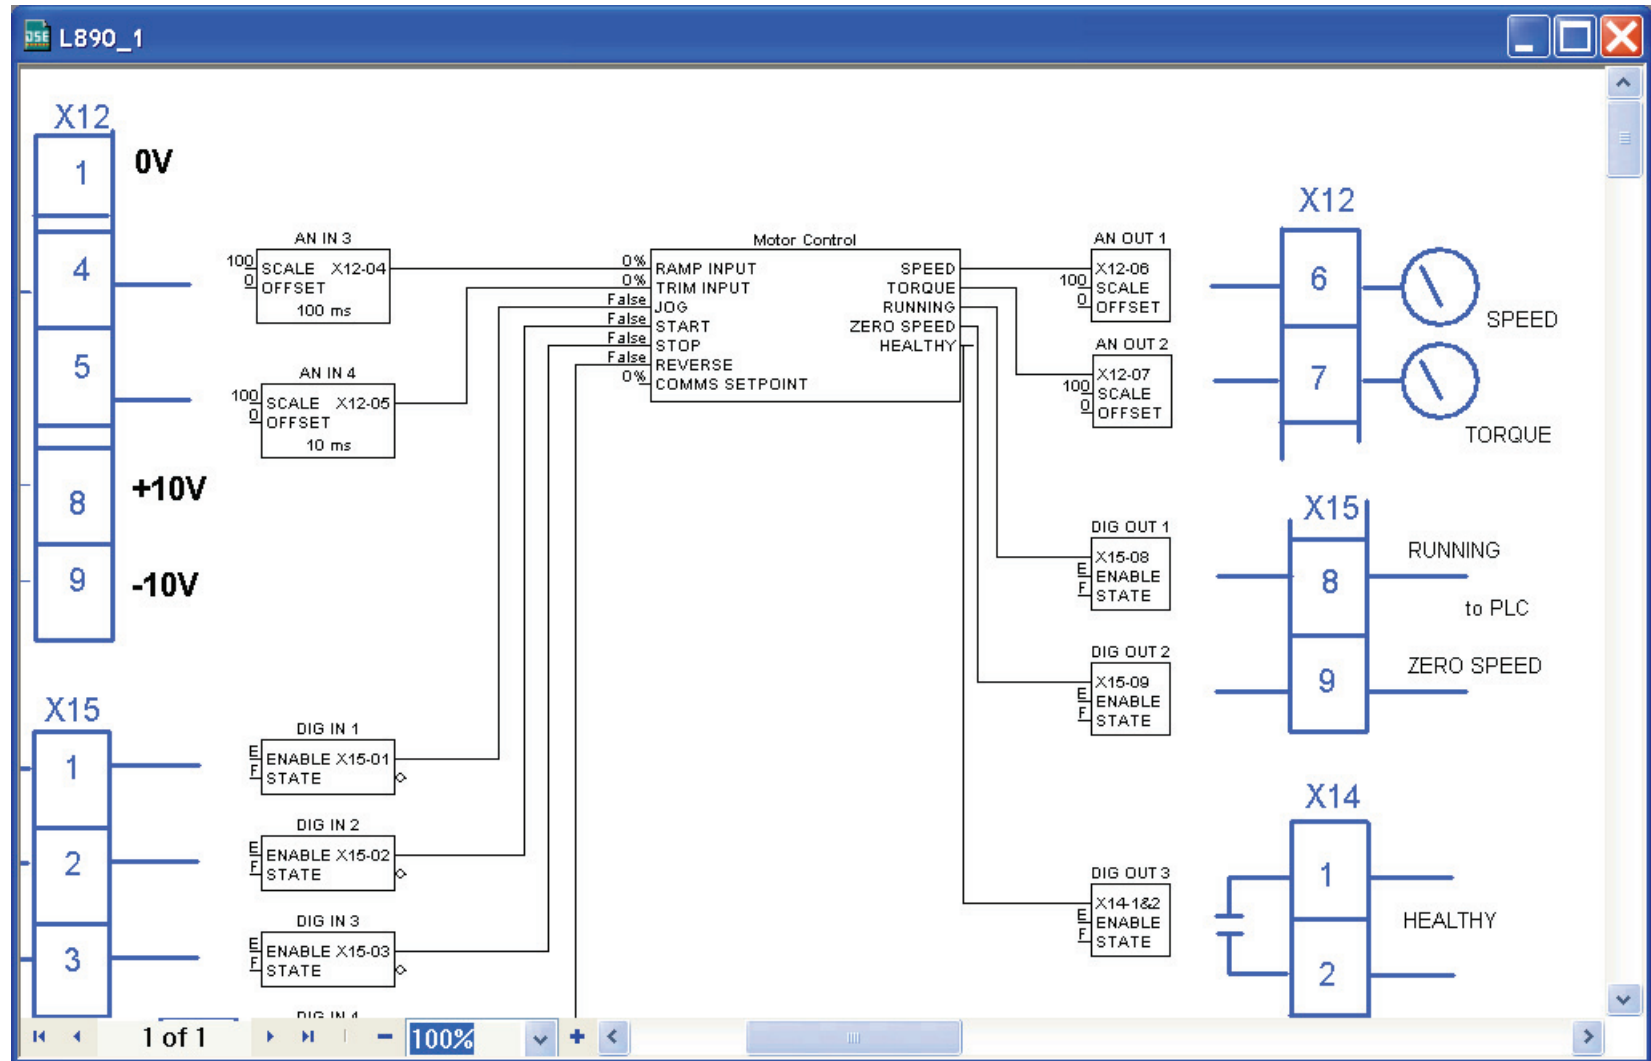 L890_1
X12
1
0V
4
5
8
+10V
9
-10V
X15
1
2
3
AN IN 3
100 SCALE X12-04
0 OFFSET
100 ms
AN IN 4
100 SCALE X12-05
0 OFFSET
10 ms
DIG IN 1
E ENABLE X15-01
F STATE
DIG IN 2
E ENABLE X15-02
F STATE
DIG IN 3
E ENABLE X15-03
F STATE
DIG IN 4
Motor Control
0% RAMP INPUT SPEED
0% TRIM INPUT TORQUE
False JOG RUNNING
False START ZERO SPEED
False STOP HEALTHY
False REVERSE
0% COMMS SETPOINT
AN OUT 1
X12-06
100 SCALE
0 OFFSET
AN OUT 2
X12-07
100 SCALE
0 OFFSET
DIG OUT 1
X15-08
E ENABLE
F STATE
DIG OUT 2
X15-09
E ENABLE
F STATE
DIG OUT 3
X14-1&2
E ENABLE
F STATE
X12
6
SPEED
7
TORQUE
X15
RUNNING
8
to PLC
ZERO SPEED
9
X14
1
HEALTHY
2
1 of 1
100%